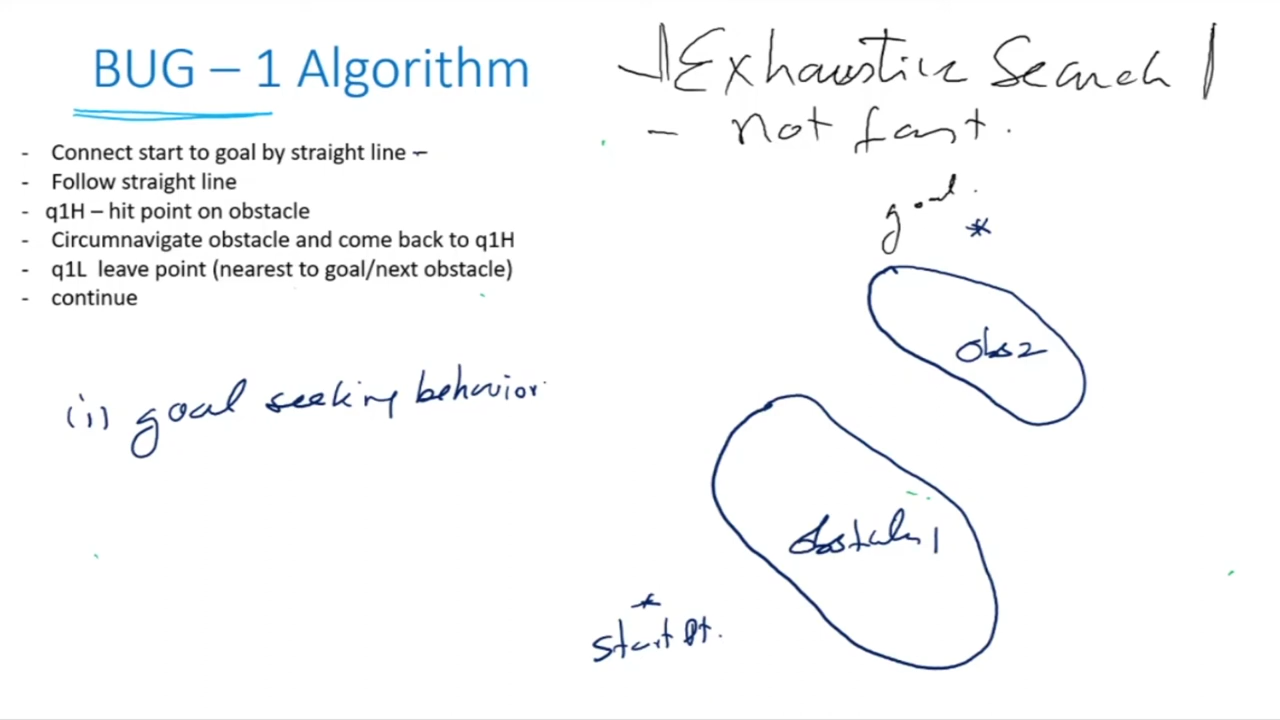 BUG – 1 Algorithm
Exhaustive Search
- not fast.
- Connect start to goal by straight line –
- Follow straight line
- q1H – hit point on obstacle
- Circumnavigate obstacle and come back to q1H
- q1L leave point (nearest to goal/next obstacle)
- continue
goal.
*
obs 2
(i) goal seeking behavior.
obstacle 1
*
start pt.